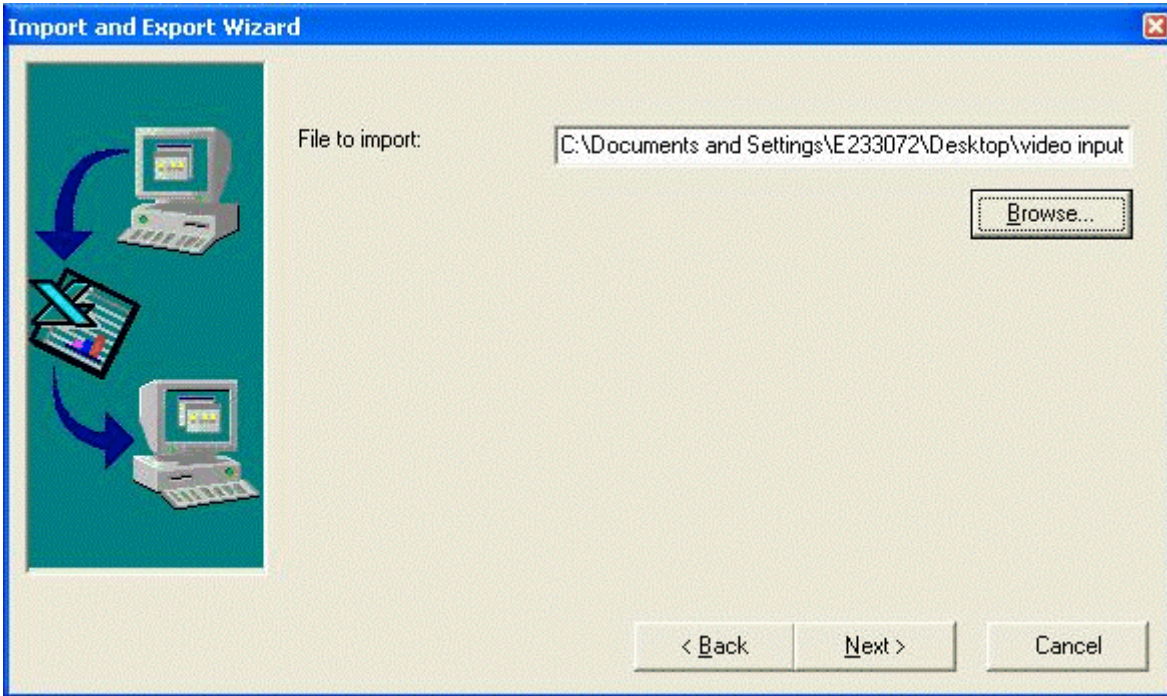 Import and Export Wizard
File to import:
C:\Documents and Settings\E233072\Desktop\video input
Browse...
< Back
Next >
Cancel